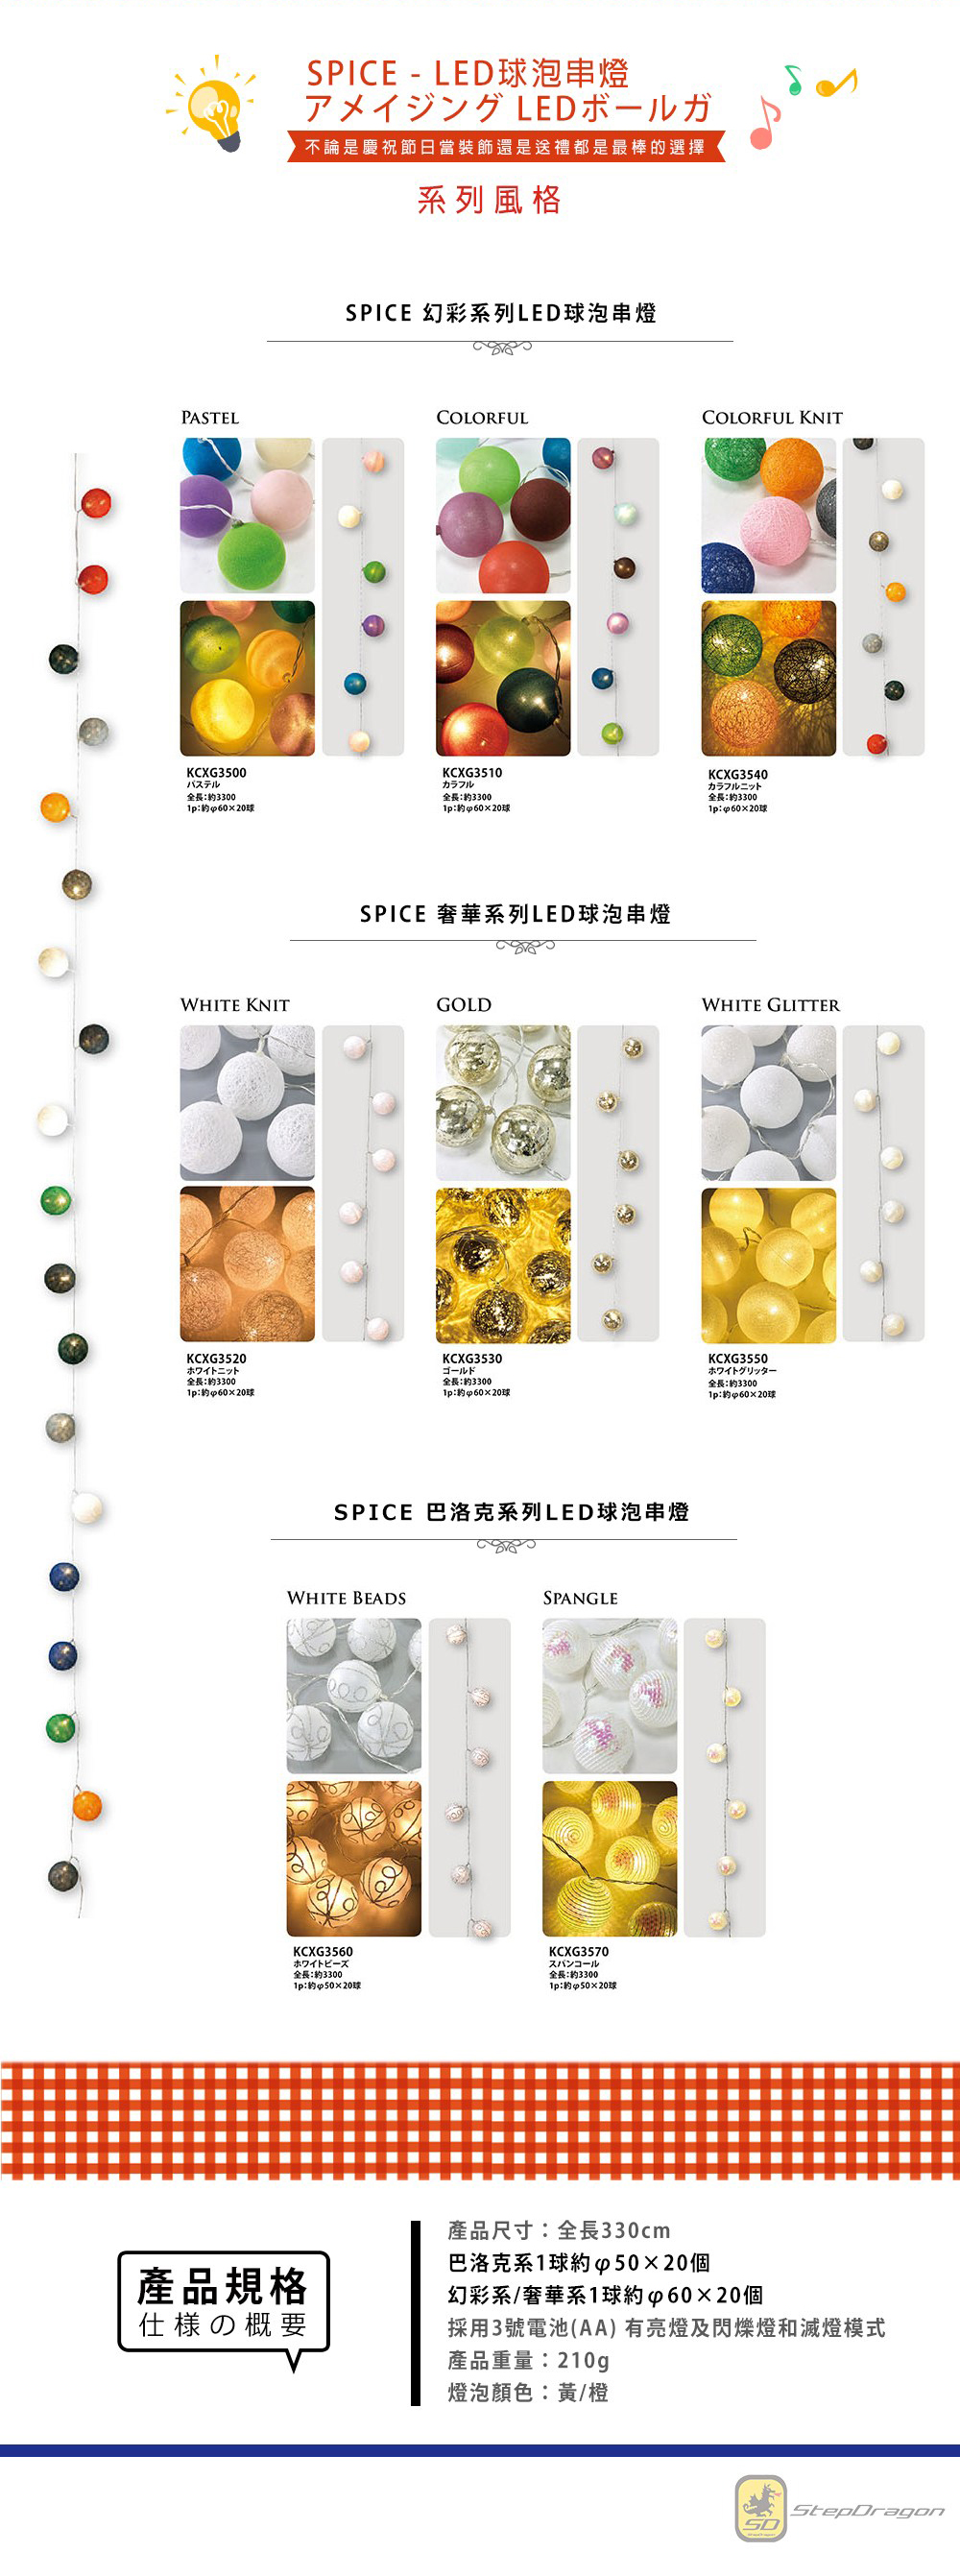 SPICE - LED球泡串燈
アメイジング LEDボールガ
不論是慶祝節日當裝飾還是送禮都是最棒的選擇
系列風格
SPICE 幻彩系列LED球泡串燈
PASTEL
COLORFUL
COLORFUL KNIT
KCXG3500
パステル
全長:約3300
1p:約φ60×20球
KCXG3510
カラフル
全長:約3300
1p:約φ60×20球
KCXG3540
カラフルニット
全長:約3300
1p:φ60×20球
SPICE 奢華系列LED球泡串燈
WHITE KNIT
GOLD
WHITE GLITTER
KCXG3520
ホワイトニット
全長:約3300
1p:約φ60×20球
KCXG3530
ゴールド
全長:約3300
1p:約φ60×20球
KCXG3550
ホワイトグリッター
全長:約3300
1p:約φ60×20球
SPICE 巴洛克系列LED球泡串燈
WHITE BEADS
SPANGLE
KCXG3560
ホワイトビーズ
全長:約3300
1p:約φ50×20球
KCXG3570
スパンコール
全長:約3300
1p:約φ50×20球
產品規格
仕様の概要
產品尺寸：全長330cm
巴洛克系1球約φ50×20個
幻彩系/奢華系1球約φ60×20個
採用3號電池(AA) 有亮燈及閃爍燈和滅燈模式
產品重量：210g
燈泡顏色：黃/橙
SD
StepDragon